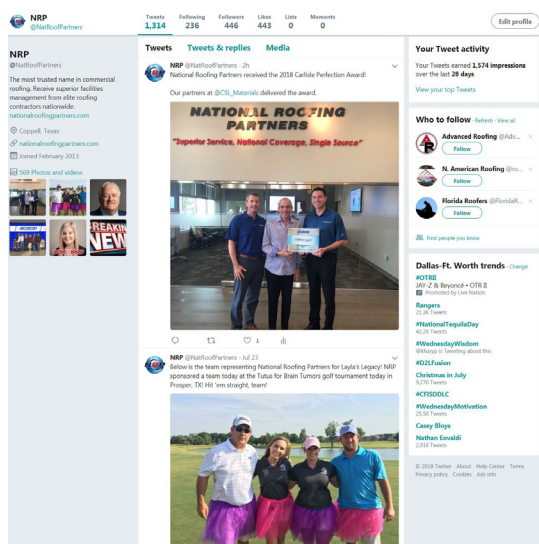 NRP
@NatRoofPartners
Tweets
1,314
Following
236
Followers
446
Likes
443
Lists
0
Moments
0
Edit profile
NRP
@NatRoofPartners
The most trusted name in commercial
roofing. Receive superior facilities
management from elite roofing
contractors nationwide.
nationalroofingpartners.com
Coppell, Texas
nationalroofingpartners.com
Joined February 2013
569 Photos and videos
BREAKING
NEW
Tweets Tweets & replies Media
NRP @NatRoofPartners · 2h
National Roofing Partners received the 2018 Carlisle Perfection Award!
Our partners at @CSL_Materials delivered the award.
NATIONAL ROOFING
PARTNERS
"Superior Service, National Coverage, Single Source"
1
NRP @NatRoofPartners · Jul 23
Below is the team representing National Roofing Partners for Layla's Legacy! NRP
sponsored a team today at the Tutus for Brain Tumors golf tournament today in
Prosper, TX! Hit 'em straight, team!
Your Tweet activity
Your Tweets earned 1,574 impressions
over the last 28 days
View your top Tweets
Who to follow · Refresh · View all
Advanced Roofing @Adv...
Follow
N. American Roofing @no...
Follow
Florida Roofers @FloridaR...
Follow
Find people you know
Dallas-Ft. Worth trends · Change
#OTRII
JAY-Z & Beyoncé • OTR II
Promoted by Live Nation
Rangers
21.3K Tweets
#NationalTequilaDay
42.2K Tweets
#WednesdayWisdom
is Tweeting about this
#D2LFusion
Christmas in July
9,270 Tweets
#CFISDDLC
#WednesdayMotivation
25.5K Tweets
Casey Bloys
Nathan Eovaldi
2,916 Tweets
© 2018 Twitter About Help Center Terms
Privacy policy Cookies Ads info